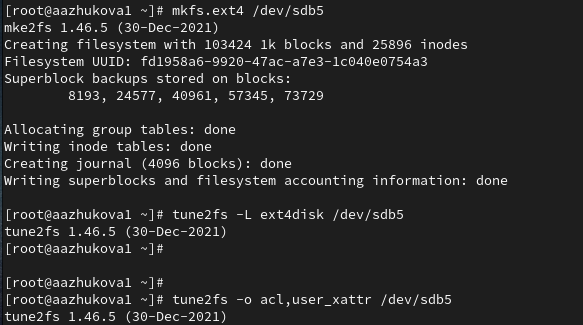 [root@aazhukova1 ~]# mkfs.ext4 /dev/sdb5
mke2fs 1.46.5 (30-Dec-2021)
Creating filesystem with 103424 1k blocks and 25896 inodes
Filesystem UUID: fd1958a6-9920-47ac-a7e3-1c040e0754a3
Superblock backups stored on blocks:
        8193, 24577, 40961, 57345, 73729

Allocating group tables: done
Writing inode tables: done
Creating journal (4096 blocks): done
Writing superblocks and filesystem accounting information: done

[root@aazhukova1 ~]# tune2fs -L ext4disk /dev/sdb5
tune2fs 1.46.5 (30-Dec-2021)
[root@aazhukova1 ~]#

[root@aazhukova1 ~]#
[root@aazhukova1 ~]# tune2fs -o acl,user_xattr /dev/sdb5
tune2fs 1.46.5 (30-Dec-2021)